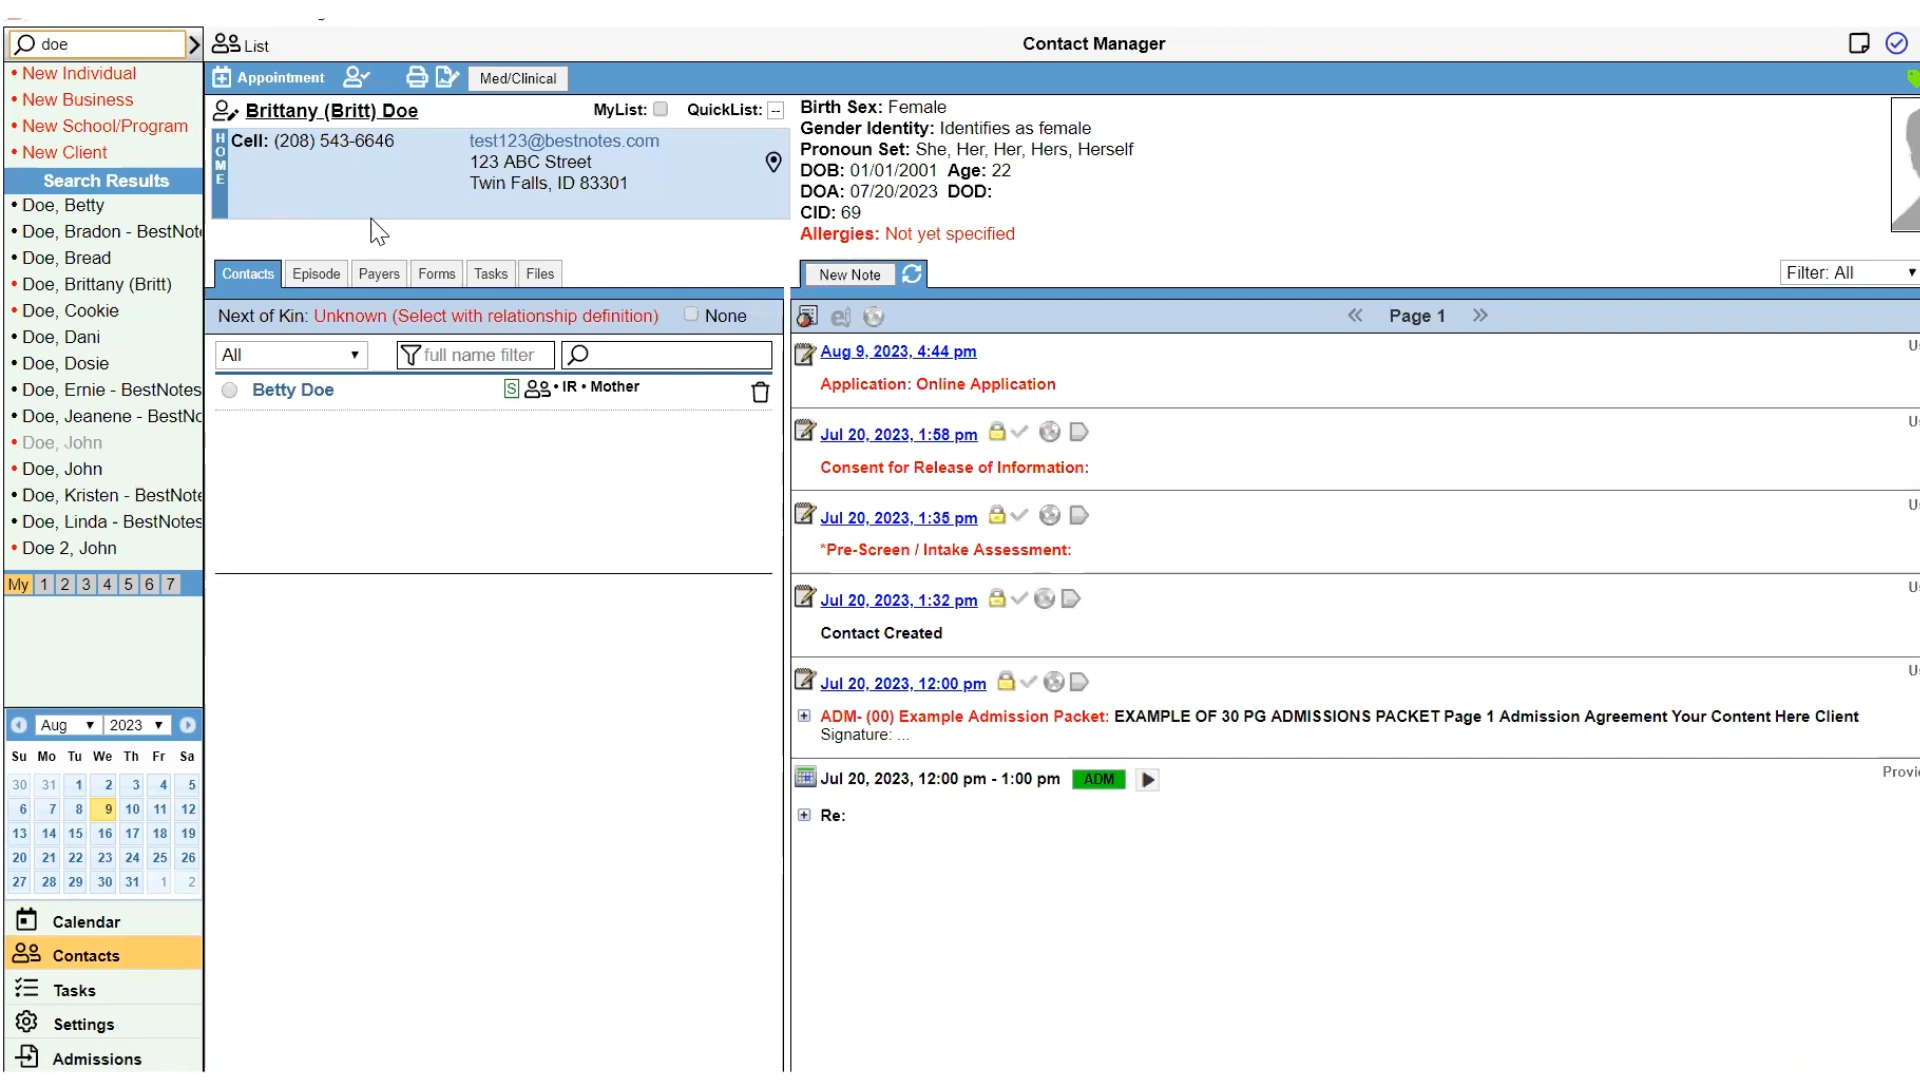 doe
List
Contact Manager
• New Individual
• New Business
• New School/Program
• New Client
Search Results
• Doe, Betty
• Doe, Bradon - BestNote
• Doe, Bread
• Doe, Brittany (Britt)
• Doe, Cookie
• Doe, Dani
• Doe, Dosie
• Doe, Ernie - BestNotes
• Doe, Jeanene - BestNo
• Doe, John
• Doe, John
• Doe, Kristen - BestNote
• Doe, Linda - BestNotes
• Doe 2, John
My 1 2 3 4 5 6 7
Aug 2023
Su Mo Tu We Th Fr Sa
30 31 1 2 3 4 5
6 7 8 9 10 11 12
13 14 15 16 17 18 19
20 21 22 23 24 25 26
27 28 29 30 31 1 2
Calendar
Contacts
Tasks
Settings
Admissions
Appointment Med/Clinical
Brittany (Britt) Doe MyList: QuickList: --
HOME
Cell: (208) 543-6646 test123@bestnotes.com
123 ABC Street
Twin Falls, ID 83301
Contacts Episode Payers Forms Tasks Files
Next of Kin: Unknown (Select with relationship definition) None
All full name filter
Betty Doe S • IR • Mother
Birth Sex: Female
Gender Identity: Identifies as female
Pronoun Set: She, Her, Her, Hers, Herself
DOB: 01/01/2001 Age: 22
DOA: 07/20/2023 DOD:
CID: 69
Allergies: Not yet specified
New Note Filter: All
« Page 1 »
Aug 9, 2023, 4:44 pm
Application: Online Application
Jul 20, 2023, 1:58 pm
Consent for Release of Information:
Jul 20, 2023, 1:35 pm
*Pre-Screen / Intake Assessment:
Jul 20, 2023, 1:32 pm
Contact Created
Jul 20, 2023, 12:00 pm
ADM- (00) Example Admission Packet: EXAMPLE OF 30 PG ADMISSIONS PACKET Page 1 Admission Agreement Your Content Here Client
Signature: ...
Jul 20, 2023, 12:00 pm - 1:00 pm ADM
Provi
Re: